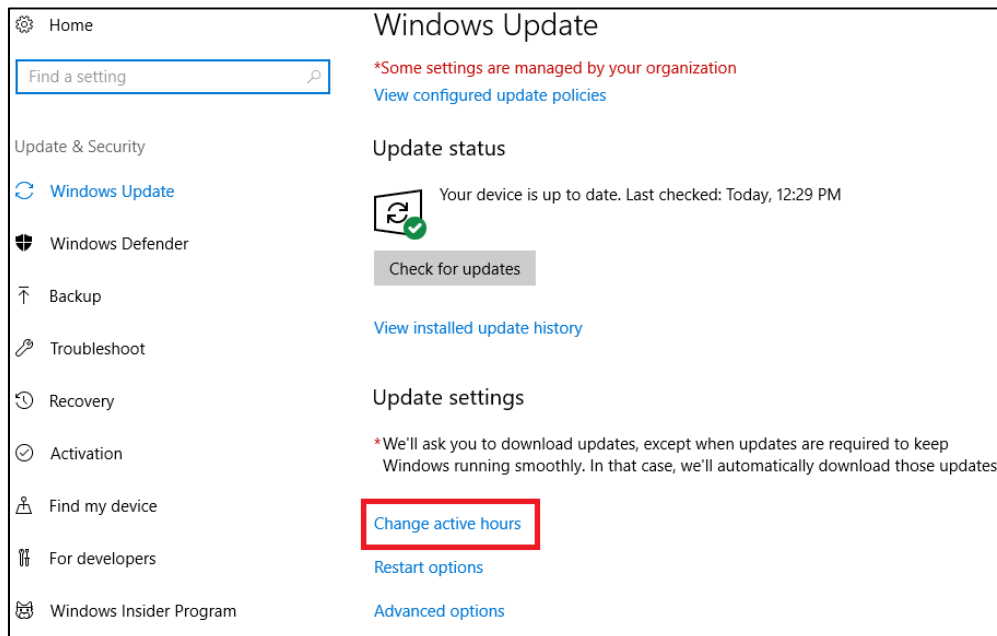 Home
Find a setting
Update & Security
Windows Update
Windows Defender
Backup
Troubleshoot
Recovery
Activation
Find my device
For developers
Windows Insider Program
Windows Update
*Some settings are managed by your organization
View configured update policies
Update status
Your device is up to date. Last checked: Today, 12:29 PM
Check for updates
View installed update history
Update settings
*We'll ask you to download updates, except when updates are required to keep
Windows running smoothly. In that case, we'll automatically download those updates
Change active hours
Restart options
Advanced options